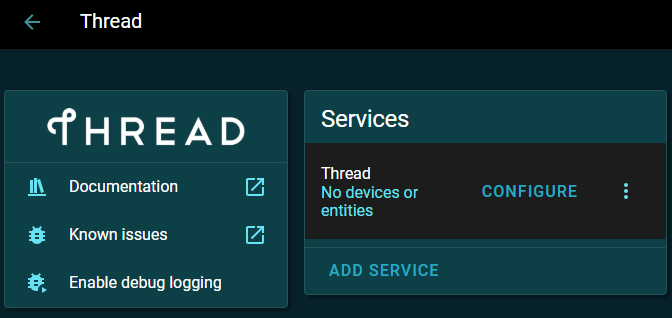 Thread
THREAD
Documentation
Known issues
Enable debug logging
Services
Thread
No devices or
entities
CONFIGURE
ADD SERVICE